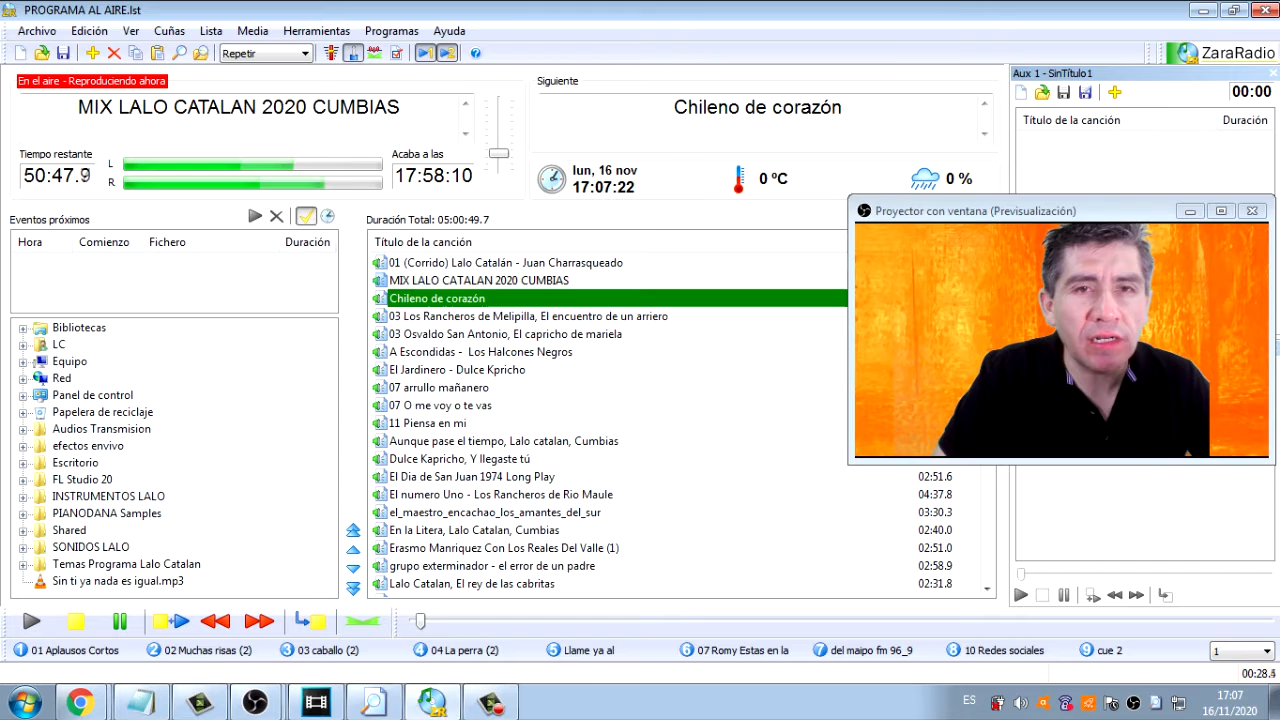 PROGRAMA AL AIRE.lst
Archivo Edición Ver Cuñas Lista Media Herramientas Programas Ayuda
Repetir
ZaraRadio
En el aire - Reproduciendo ahora
MIX LALO CATALAN 2020 CUMBIAS
Tiempo restante
50:47.9
L
R
Acaba a las
17:58:10
Siguiente
Chileno de corazón
lun, 16 nov
17:07:22
0 ºC
0 %
Aux 1 - SinTítulo1
00:00
Título de la canción Duración
Eventos próximos
Hora Comienzo Fichero Duración
Duración Total: 05:00:49.7
Título de la canción
01 (Corrido) Lalo Catalán - Juan Charrasqueado
MIX LALO CATALAN 2020 CUMBIAS
Chileno de corazón
03 Los Rancheros de Melipilla, El encuentro de un arriero
03 Osvaldo San Antonio, El capricho de mariela
A Escondidas - Los Halcones Negros
El Jardinero - Dulce Kpricho
07 arrullo mañanero
07 O me voy o te vas
11 Piensa en mi
Aunque pase el tiempo, Lalo catalan, Cumbias
Dulce Kapricho, Y llegaste tú
El Dia de San Juan 1974 Long Play 02:51.6
El numero Uno - Los Rancheros de Rio Maule 04:37.8
el_maestro_encachao_los_amantes_del_sur 03:30.3
En la Litera, Lalo Catalan, Cumbias 02:40.0
Erasmo Manriquez Con Los Reales Del Valle (1) 02:51.0
grupo exterminador - el error de un padre 02:58.9
Lalo Catalan, El rey de las cabritas 02:31.8
Proyector con ventana (Previsualización)
Bibliotecas
LC
Equipo
Red
Panel de control
Papelera de reciclaje
Audios Transmision
efectos envivo
Escritorio
FL Studio 20
INSTRUMENTOS LALO
PIANODANA Samples
Shared
SONIDOS LALO
Temas Programa Lalo Catalan
Sin ti ya nada es igual.mp3
1 01 Aplausos Cortos
2 02 Muchas risas (2)
3 03 caballo (2)
4 04 La perra (2)
5 Llame ya al
6 07 Romy Estas en la
7 del maipo fm 96_9
8 10 Redes sociales
9 cue 2
1
00:28.4
ES
17:07
16/11/2020